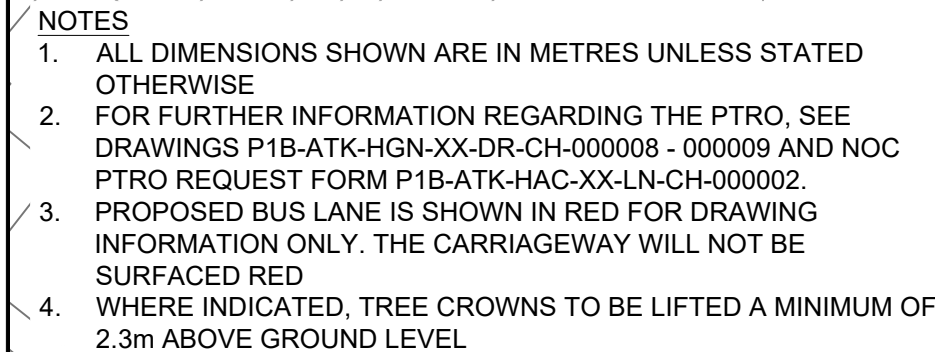 NOTES
1. ALL DIMENSIONS SHOWN ARE IN METRES UNLESS STATED
OTHERWISE
2. FOR FURTHER INFORMATION REGARDING THE PTRO, SEE
DRAWINGS P1B-ATK-HGN-XX-DR-CH-000008 - 000009 AND NOC
PTRO REQUEST FORM P1B-ATK-HAC-XX-LN-CH-000002.
3. PROPOSED BUS LANE IS SHOWN IN RED FOR DRAWING
INFORMATION ONLY. THE CARRIAGEWAY WILL NOT BE
SURFACED RED
4. WHERE INDICATED, TREE CROWNS TO BE LIFTED A MINIMUM OF
2.3m ABOVE GROUND LEVEL